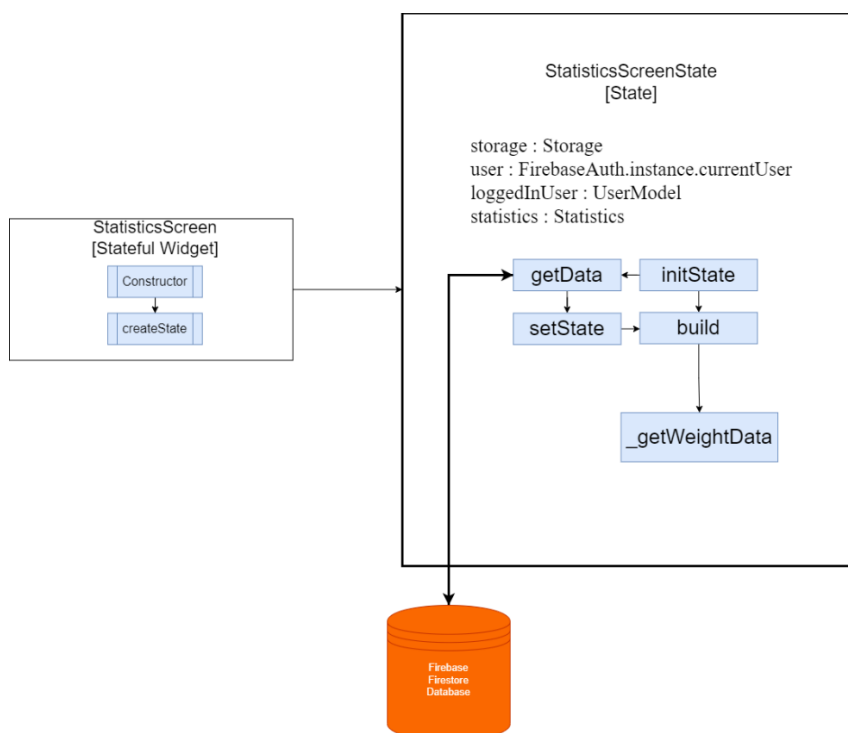 StatisticsScreenState
[State]
storage : Storage
user : FirebaseAuth.instance.currentUser
loggedInUser : UserModel
statistics : Statistics
StatisticsScreen
[Stateful Widget]
Constructor
createState
getData
initState
setState
build
_getWeightData
Firebase
Firestore
Database